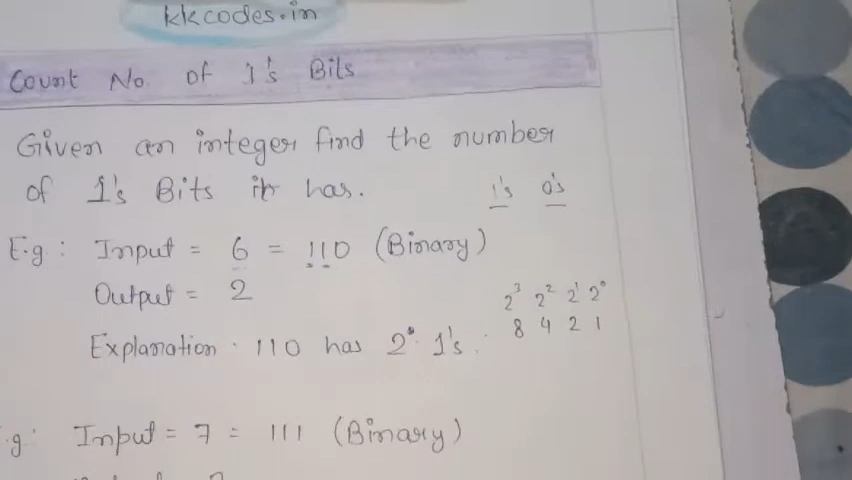 kkcodes.in
Count No. of 1's Bits
Given an integer find the number
of 1's Bits it has. 1's 0's
E.g : Input = 6 = 110 (Binary)
Output = 2
2³ 2² 2¹ 2⁰
Explanation. 110 has 2 1's. 8 4 2 1
.g: Input = 7 = 111 (Binary)